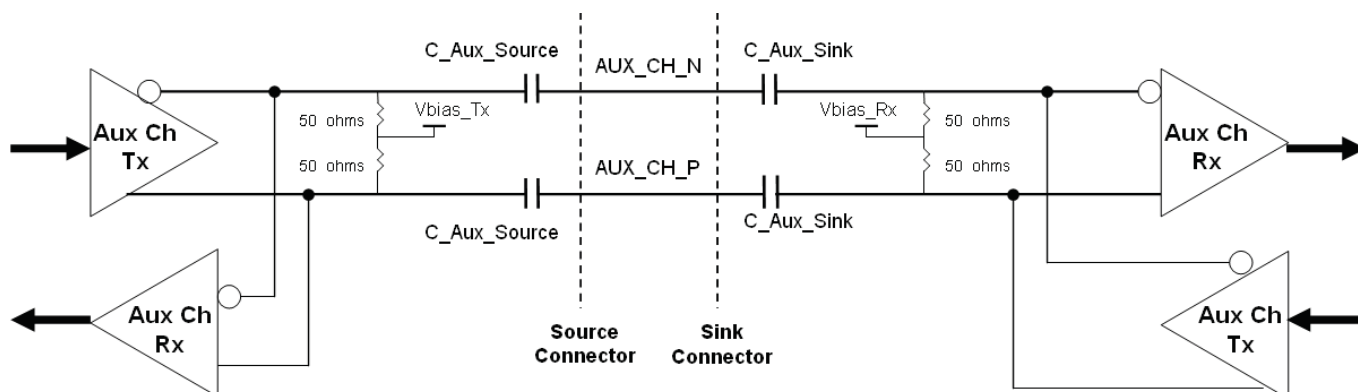 C_Aux_Source
C_Aux_Sink
AUX_CH_N
Aux Ch
Tx
50 ohms
Vbias_Tx
Vbias_Rx
50 ohms
Aux Ch
Rx
50 ohms
AUX_CH_P
50 ohms
C_Aux_Source
C_Aux_Sink
Aux Ch
Rx
Source
Connector
Sink
Connector
Aux Ch
Tx